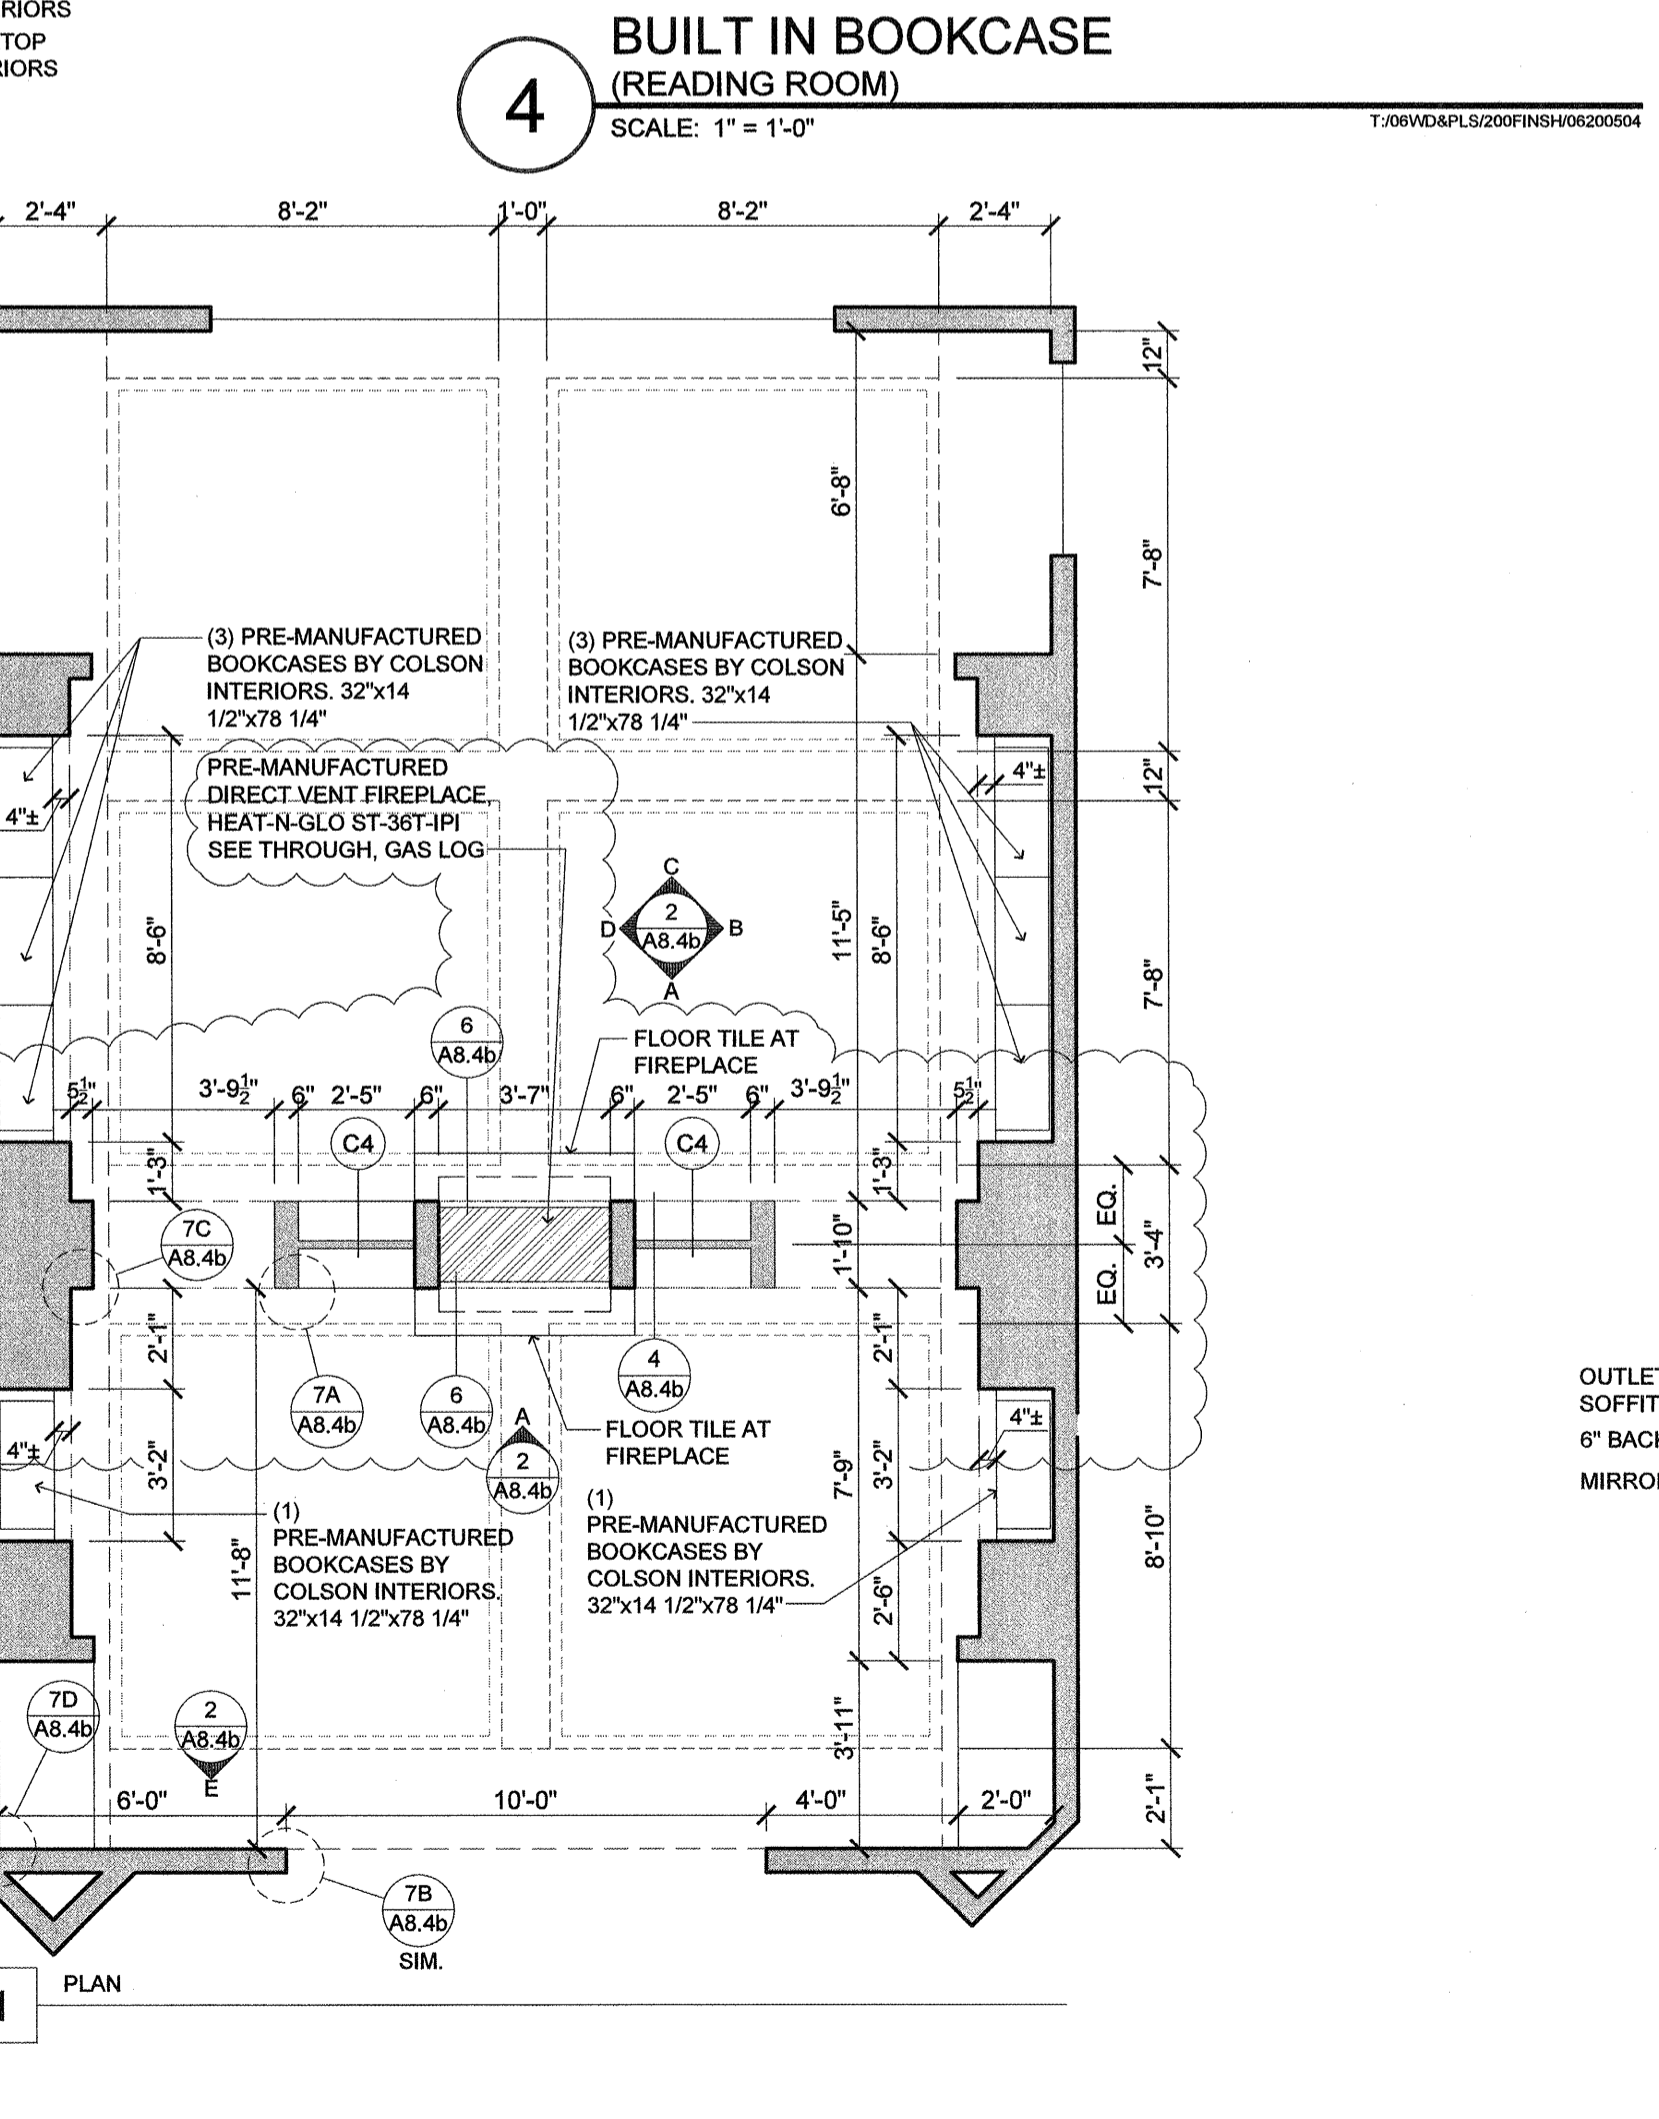 RIORS
TOP
RIORS
BUILT IN BOOKCASE
(READING ROOM)
4
SCALE: 1" = 1'-0"
T:/06WD&PLS/200FINSH/06200504
2'-4"
8'-2"
1'-0"
8'-2"
2'-4"
12"
6'-8"
7'-8"
(3) PRE-MANUFACTURED
BOOKCASES BY COLSON
INTERIORS. 32"x14
1/2"x78 1/4"
(3) PRE-MANUFACTURED
BOOKCASES BY COLSON
INTERIORS. 32"x14
1/2"x78 1/4"
PRE-MANUFACTURED
DIRECT VENT FIREPLACE,
HEAT-N-GLO ST-36T-IPI
SEE THROUGH, GAS LOG
4"±
4"±
12"
C
2
D
B
A8.4b
A
8'-6"
11'-5"
8'-6"
7'-8"
6
A8.4b
FLOOR TILE AT
FIREPLACE
5½"
3'-9½"
6"
2'-5"
6"
3'-7"
6"
2'-5"
6"
3'-9½"
5½"
C4
C4
1'-3"
1'-3"
7C
A8.4b
1'-10"
EQ.
EQ.
3'-4"
2'-1"
2'-1"
7A
A8.4b
6
A8.4b
4
A8.4b
OUTLET
SOFFIT
6" BACK
MIRRO
4"±
4"±
A
2
A8.4b
FLOOR TILE AT
FIREPLACE
3'-2"
7'-9"
3'-2"
(1)
PRE-MANUFACTURED
BOOKCASES BY
COLSON INTERIORS.
32"x14 1/2"x78 1/4"
(1)
PRE-MANUFACTURED
BOOKCASES BY
COLSON INTERIORS.
32"x14 1/2"x78 1/4"
11'-8"
2'-6"
8'-10"
7D
A8.4b
2
A8.4b
E
3'-11"
6'-0"
10'-0"
4'-0"
2'-0"
2'-1"
7B
A8.4b
SIM.
PLAN